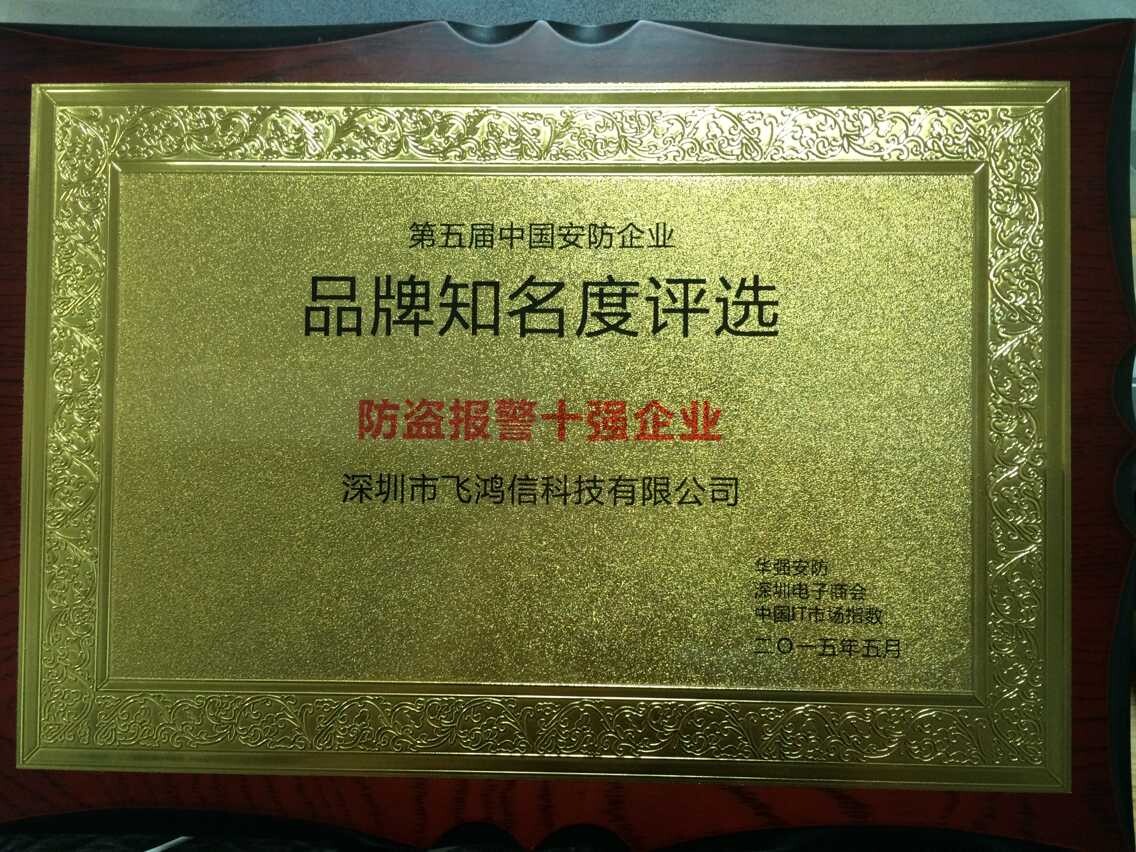 第五届中国安防企业
品牌知名度评选
防盗报警十强企业
深圳市飞鸿信科技有限公司
华强安防
深圳电子商会
中国IT市场指数
二〇一五年五月